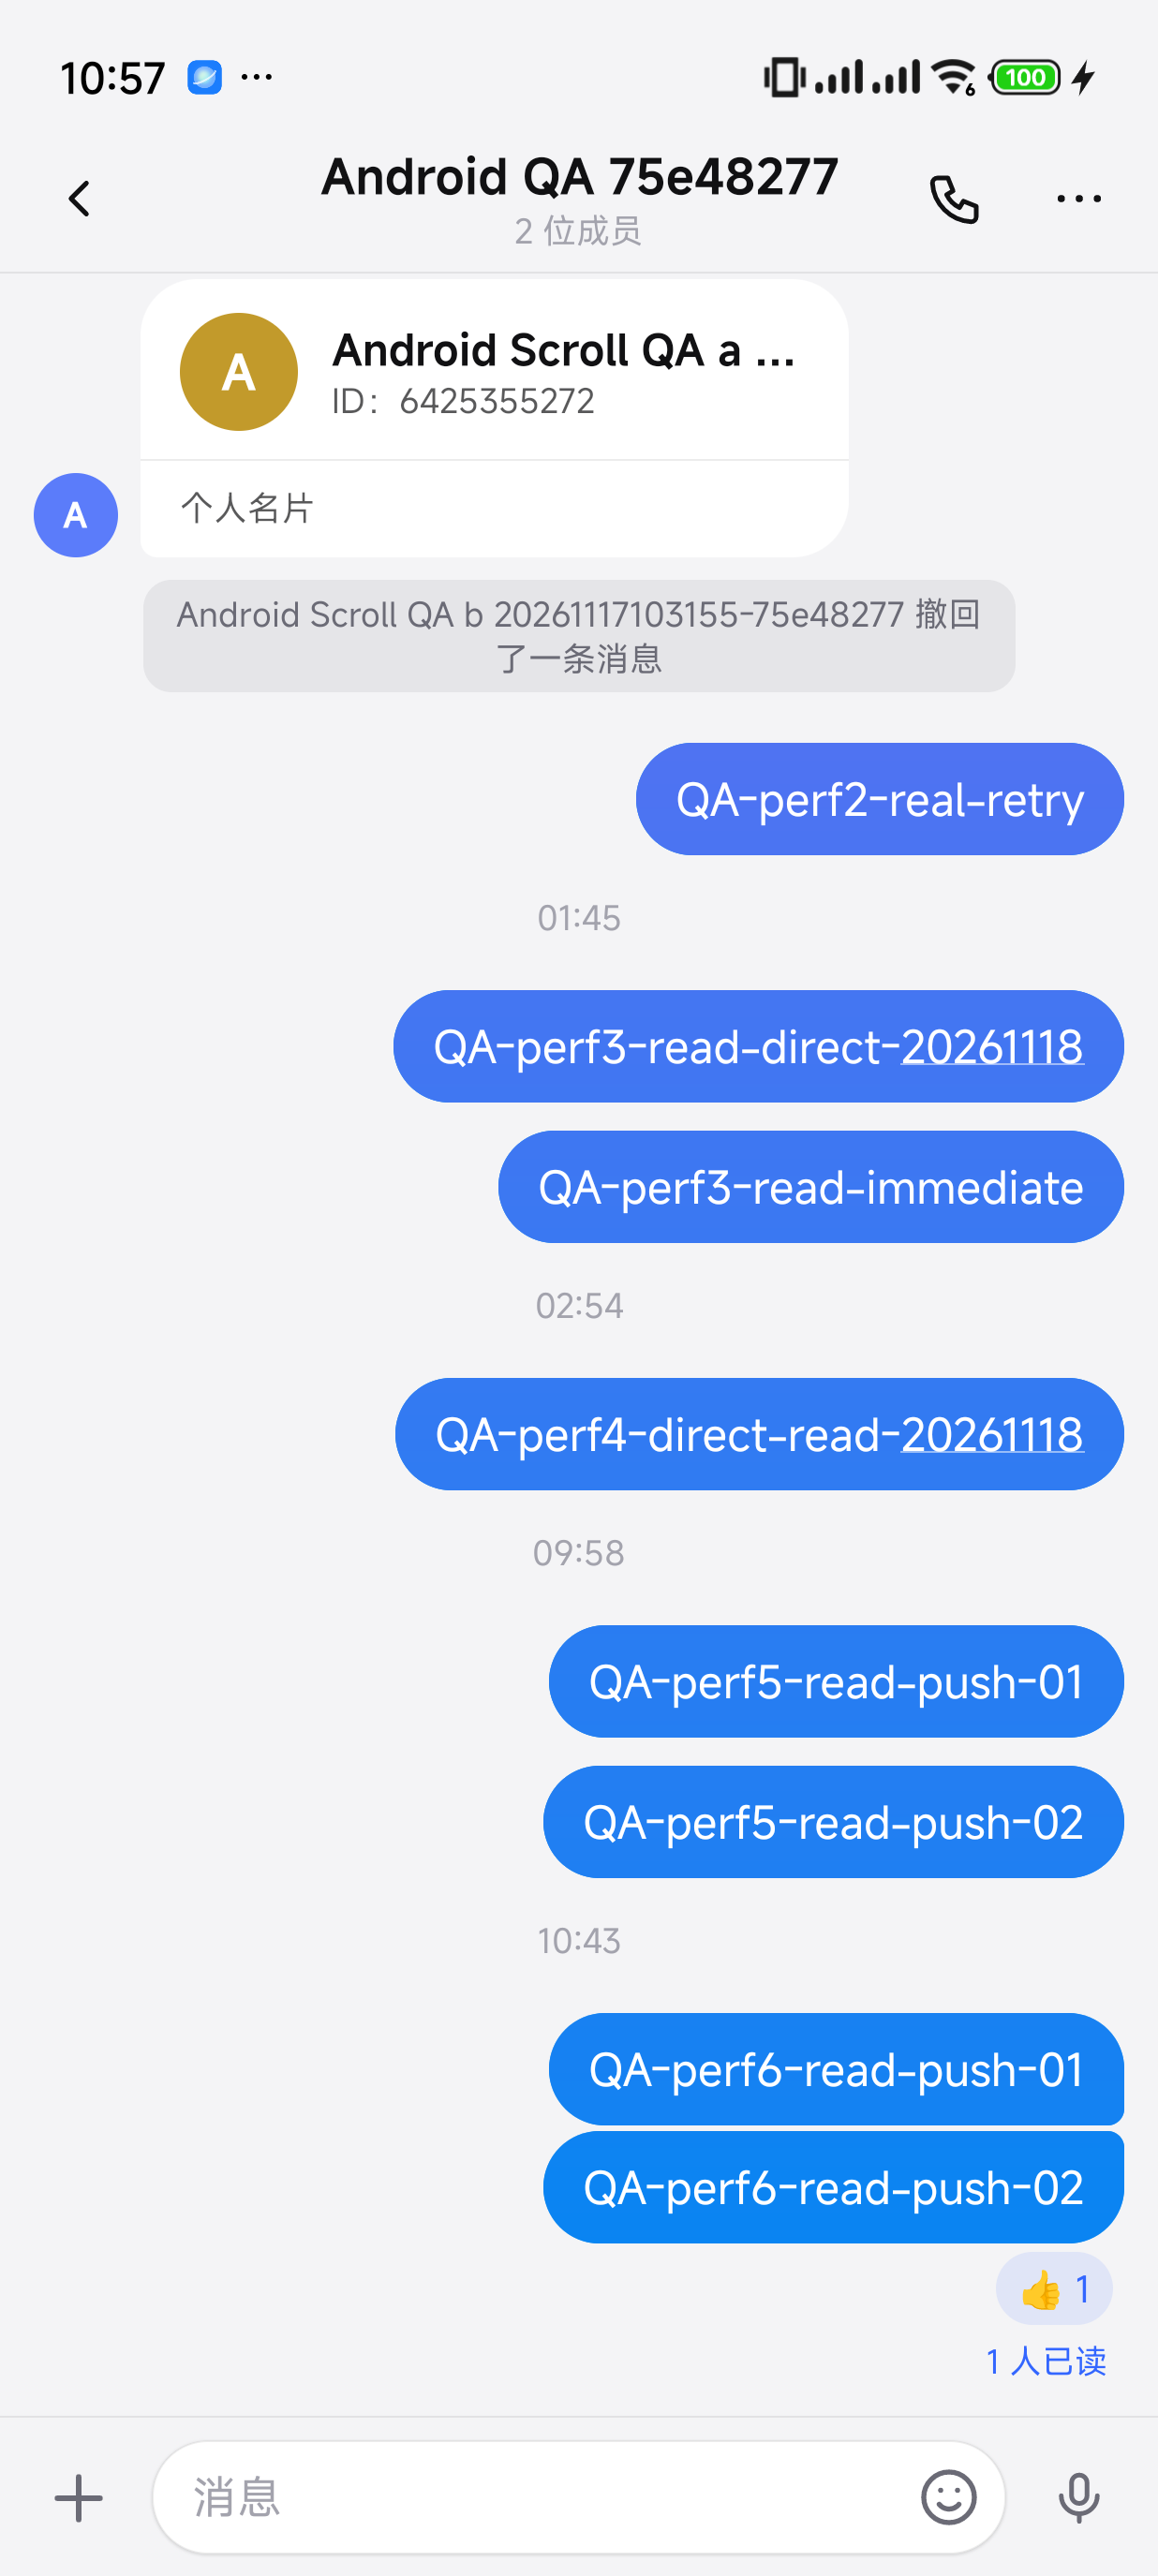 10:57 ...
6 100
Android QA 75e48277
2 位成员
A
Android Scroll QA a ...
ID：6425355272
个人名片
A
Android Scroll QA b 20261117103155-75e48277 撤回
了一条消息
QA-perf2-real-retry
01:45
QA-perf3-read-direct-20261118
QA-perf3-read-immediate
02:54
QA-perf4-direct-read-20261118
09:58
QA-perf5-read-push-01
QA-perf5-read-push-02
10:43
QA-perf6-read-push-01
QA-perf6-read-push-02
👍 1
1 人已读
消息